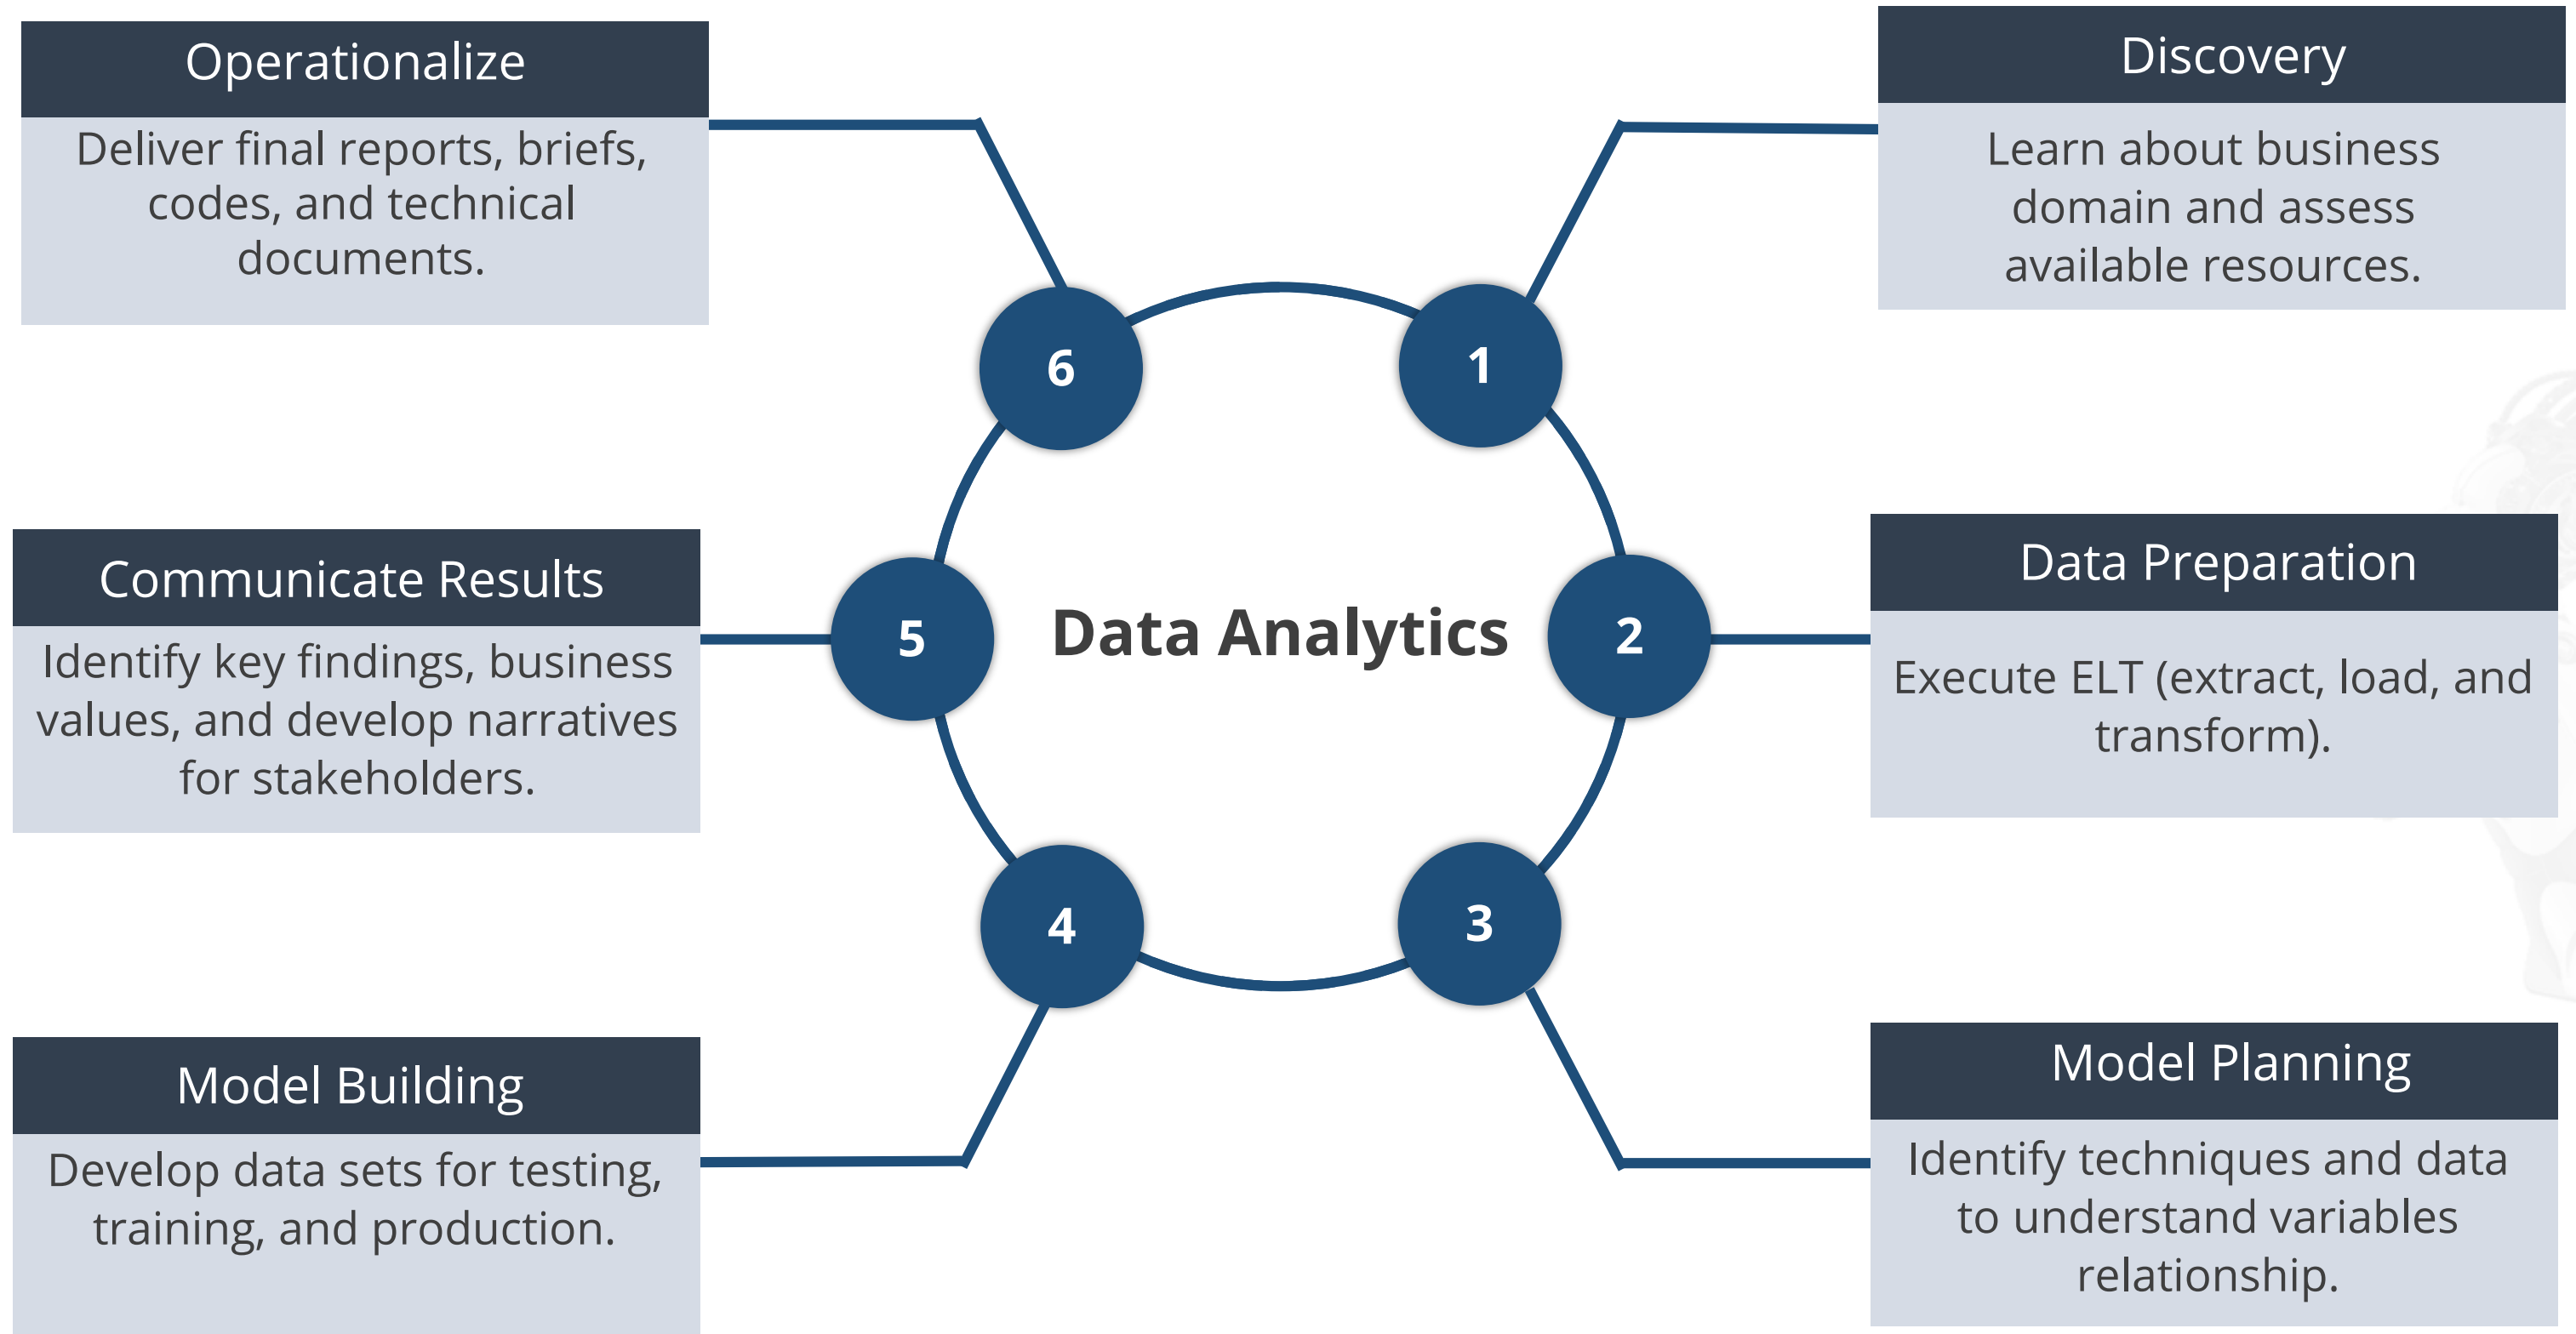 Operationalize
Deliver final reports, briefs,
codes, and technical
documents.
Discovery
Learn about business
domain and assess
available resources.
6
1
Communicate Results
Identify key findings, business
values, and develop narratives
for stakeholders.
5
Data Analytics
2
Data Preparation
Execute ELT (extract, load, and
transform).
4
3
Model Building
Develop data sets for testing,
training, and production.
Model Planning
Identify techniques and data
to understand variables
relationship.